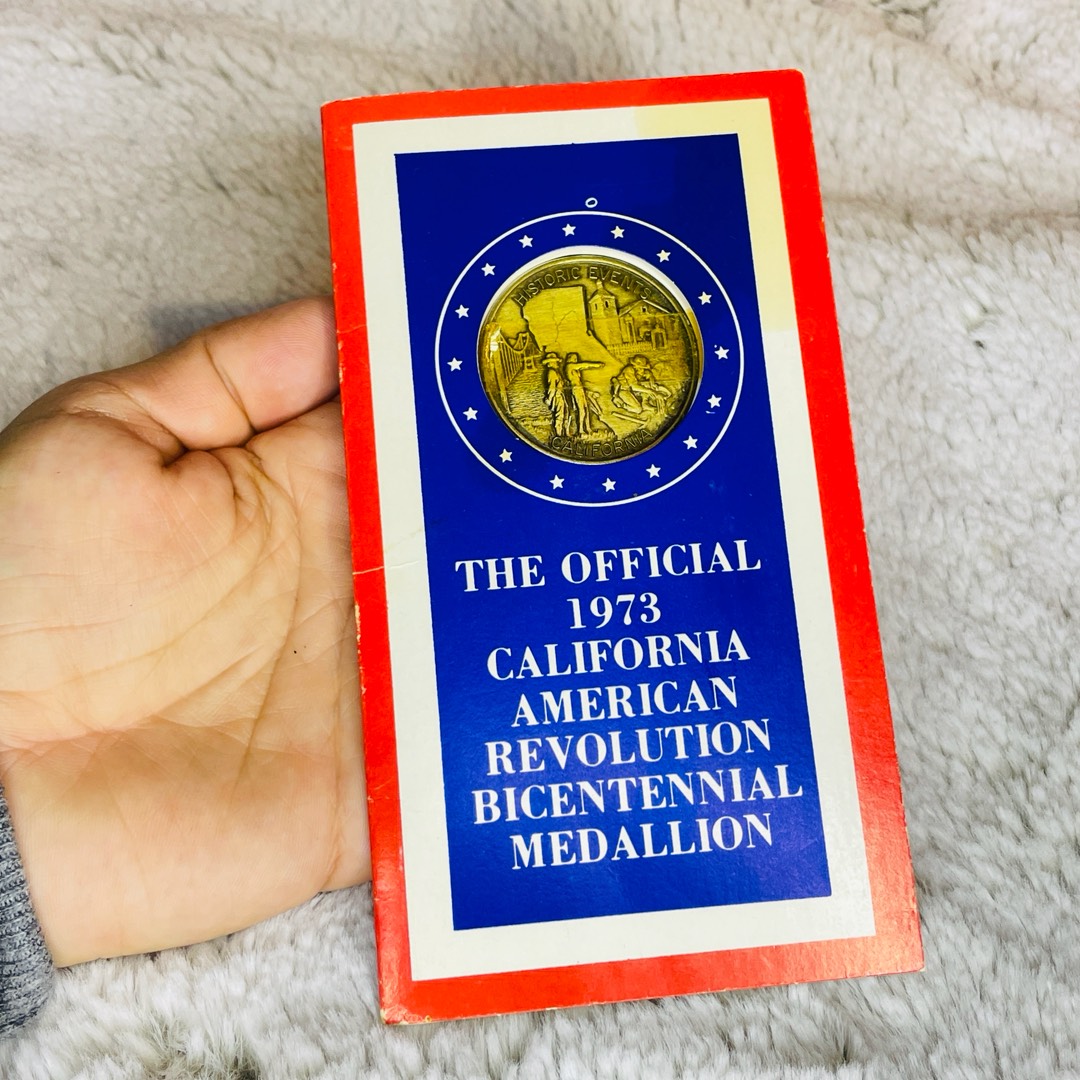 HISTORIC EVENTS
CALIFORNIA
THE OFFICIAL
1973
CALIFORNIA
AMERICAN
REVOLUTION
BICENTENNIAL
MEDALLION